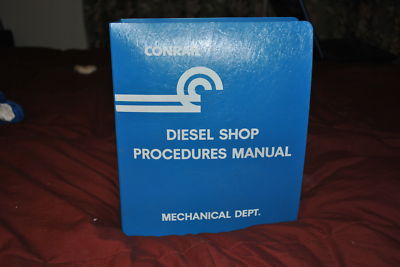 CONRAIL
DIESEL SHOP
PROCEDURES MANUAL
MECHANICAL DEPT.